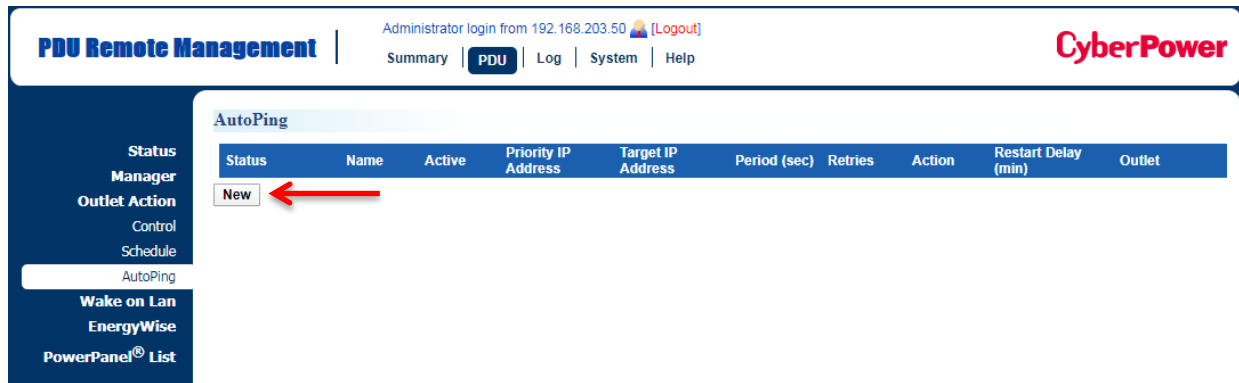 Administrator login from 192.168.203.50 [Logout]
PDU Remote Management
Summary PDU Log System Help
CyberPower
Status
Manager
Outlet Action
Control
Schedule
AutoPing
Wake on Lan
EnergyWise
PowerPanel® List
AutoPing
Status Name Active Priority IP Address Target IP Address Period (sec) Retries Action Restart Delay (min) Outlet
New